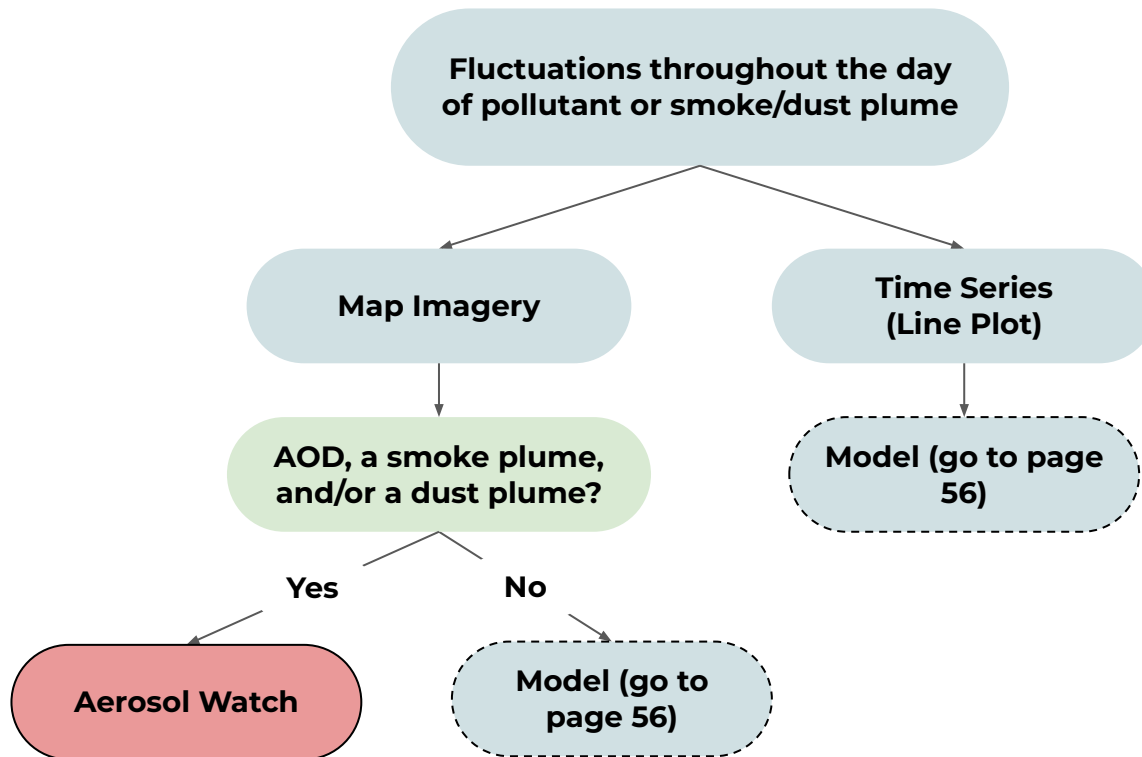 Fluctuations throughout the day
of pollutant or smoke/dust plume
Map Imagery
Time Series
(Line Plot)
AOD, a smoke plume,
and/or a dust plume?
Model (go to page
56)
Yes
No
Aerosol Watch
Model (go to
page 56)